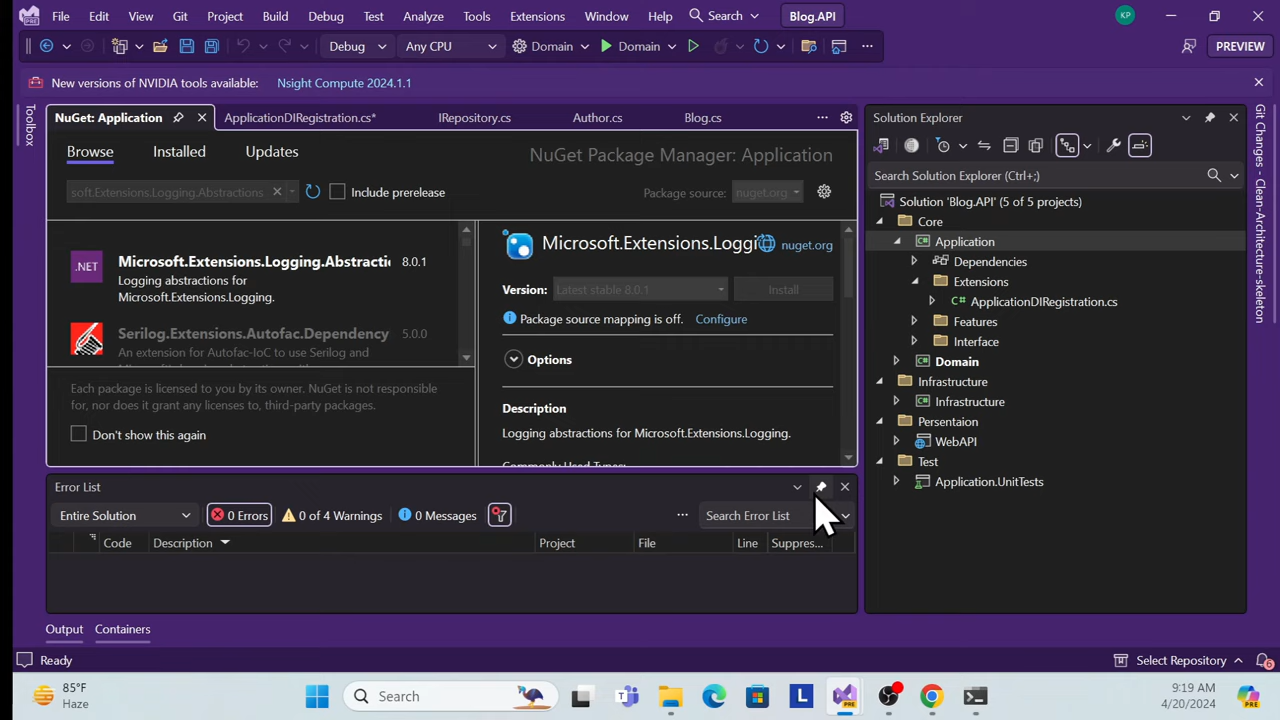 File Edit View Git Project Build Debug Test Analyze Tools Extensions Window Help Search Blog.API KP
Debug Any CPU Domain Domain PREVIEW
New versions of NVIDIA tools available: Nsight Compute 2024.1.1
Toolbox
NuGet: Application ApplicationDIRegistration.cs* IRepository.cs Author.cs Blog.cs
Browse Installed Updates NuGet Package Manager: Application
soft.Extensions.Logging.Abstractions Include prerelease Package source: nuget.org
.NET Microsoft.Extensions.Logging.Abstracti 8.0.1
Logging abstractions for
Microsoft.Extensions.Logging.
Serilog.Extensions.Autofac.Dependency 5.0.0
An extension for Autofac-IoC to use Serilog and
Each package is licensed to you by its owner. NuGet is not responsible
for, nor does it grant any licenses to, third-party packages.
Don't show this again
Microsoft.Extensions.Loggi nuget.org
Version: Latest stable 8.0.1 Install
Package source mapping is off. Configure
Options
Description
Logging abstractions for Microsoft.Extensions.Logging.
Commonly Used Types:
Error List
Entire Solution 0 Errors 0 of 4 Warnings 0 Messages Search Error List
Code Description Project File Line Suppres...
Output Containers
Solution Explorer
Search Solution Explorer (Ctrl+;)
Solution 'Blog.API' (5 of 5 projects)
Core
Application
Dependencies
Extensions
C# ApplicationDIRegistration.cs
Features
Interface
Domain
Infrastructure
Infrastructure
Persentaion
WebAPI
Test
Application.UnitTests
Git Changes - Clean-Architecture-skeleton
Ready Select Repository 6
85°F
Haze
Search
PRE
L
9:19 AM
4/20/2024
PRE